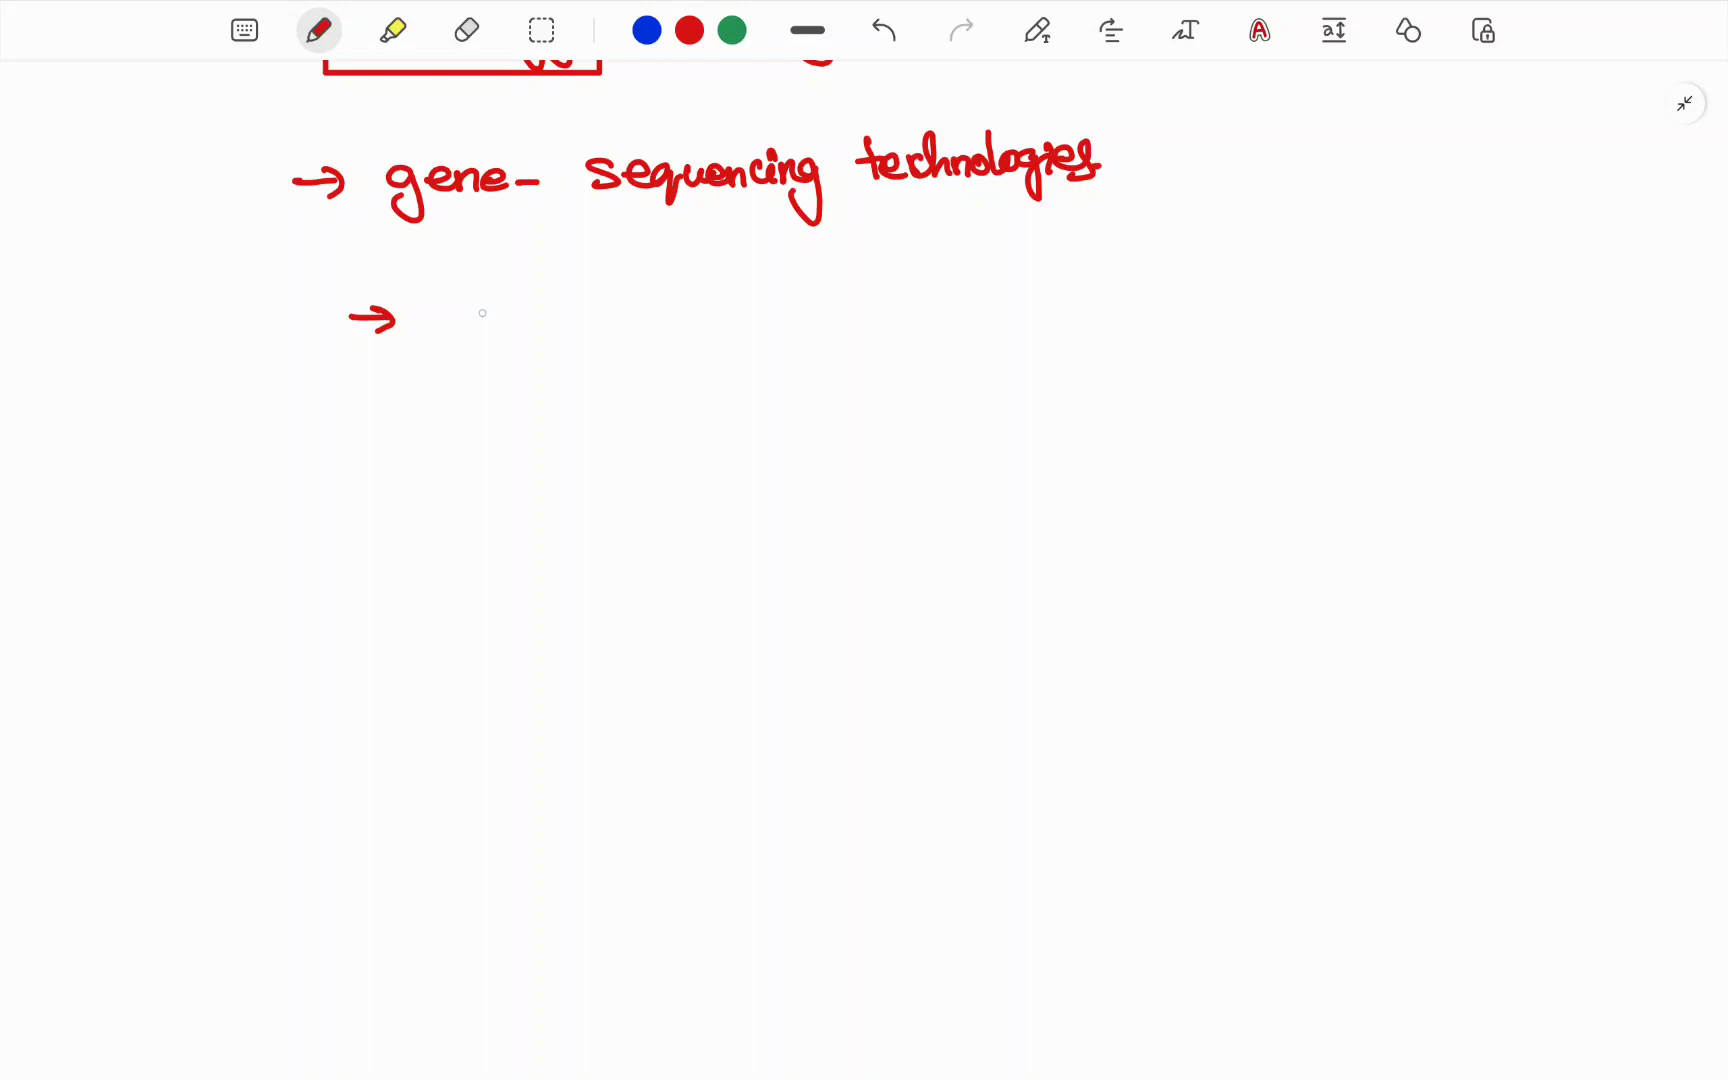 → gene- sequencing technologies
→